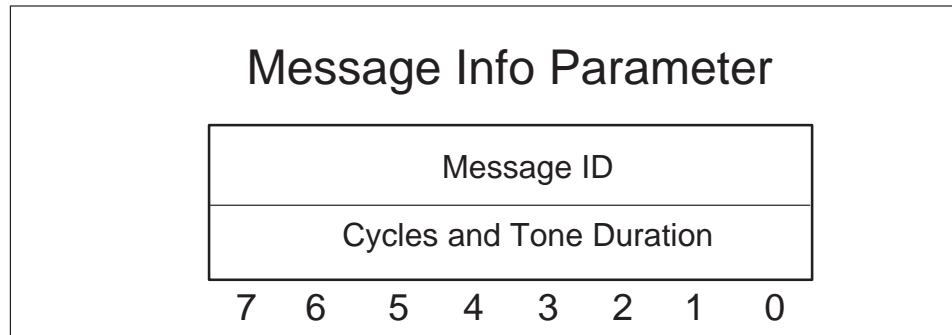 Message Info Parameter
Message ID
Cycles and Tone Duration
7 6 5 4 3 2 1 0